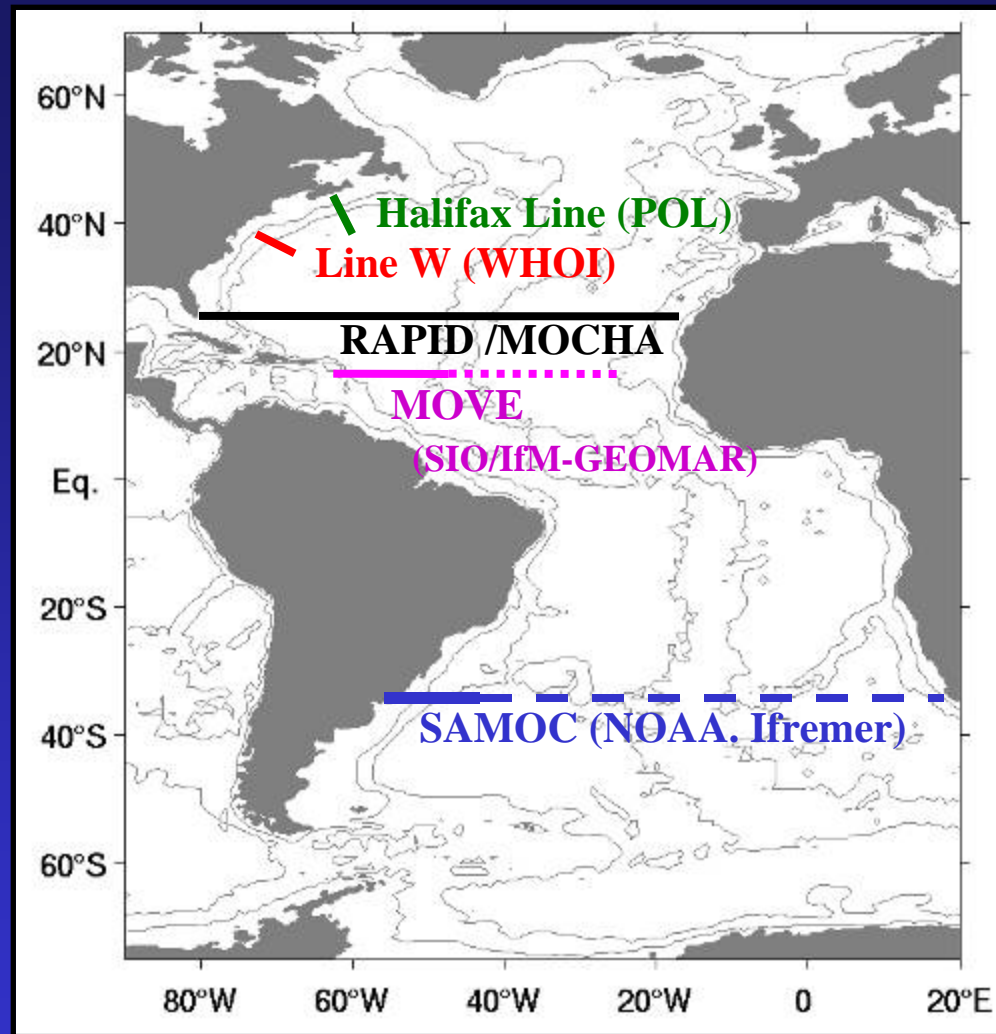 60°N
40°N
20°N
Eq.
20°S
40°S
60°S
Halifax Line (POL)
Line W (WHOI)
RAPID /MOCHA
MOVE
(SIO/IfM-GEOMAR)
SAMOC (NOAA. Ifremer)
80°W 60°W 40°W 20°W 0 20°E